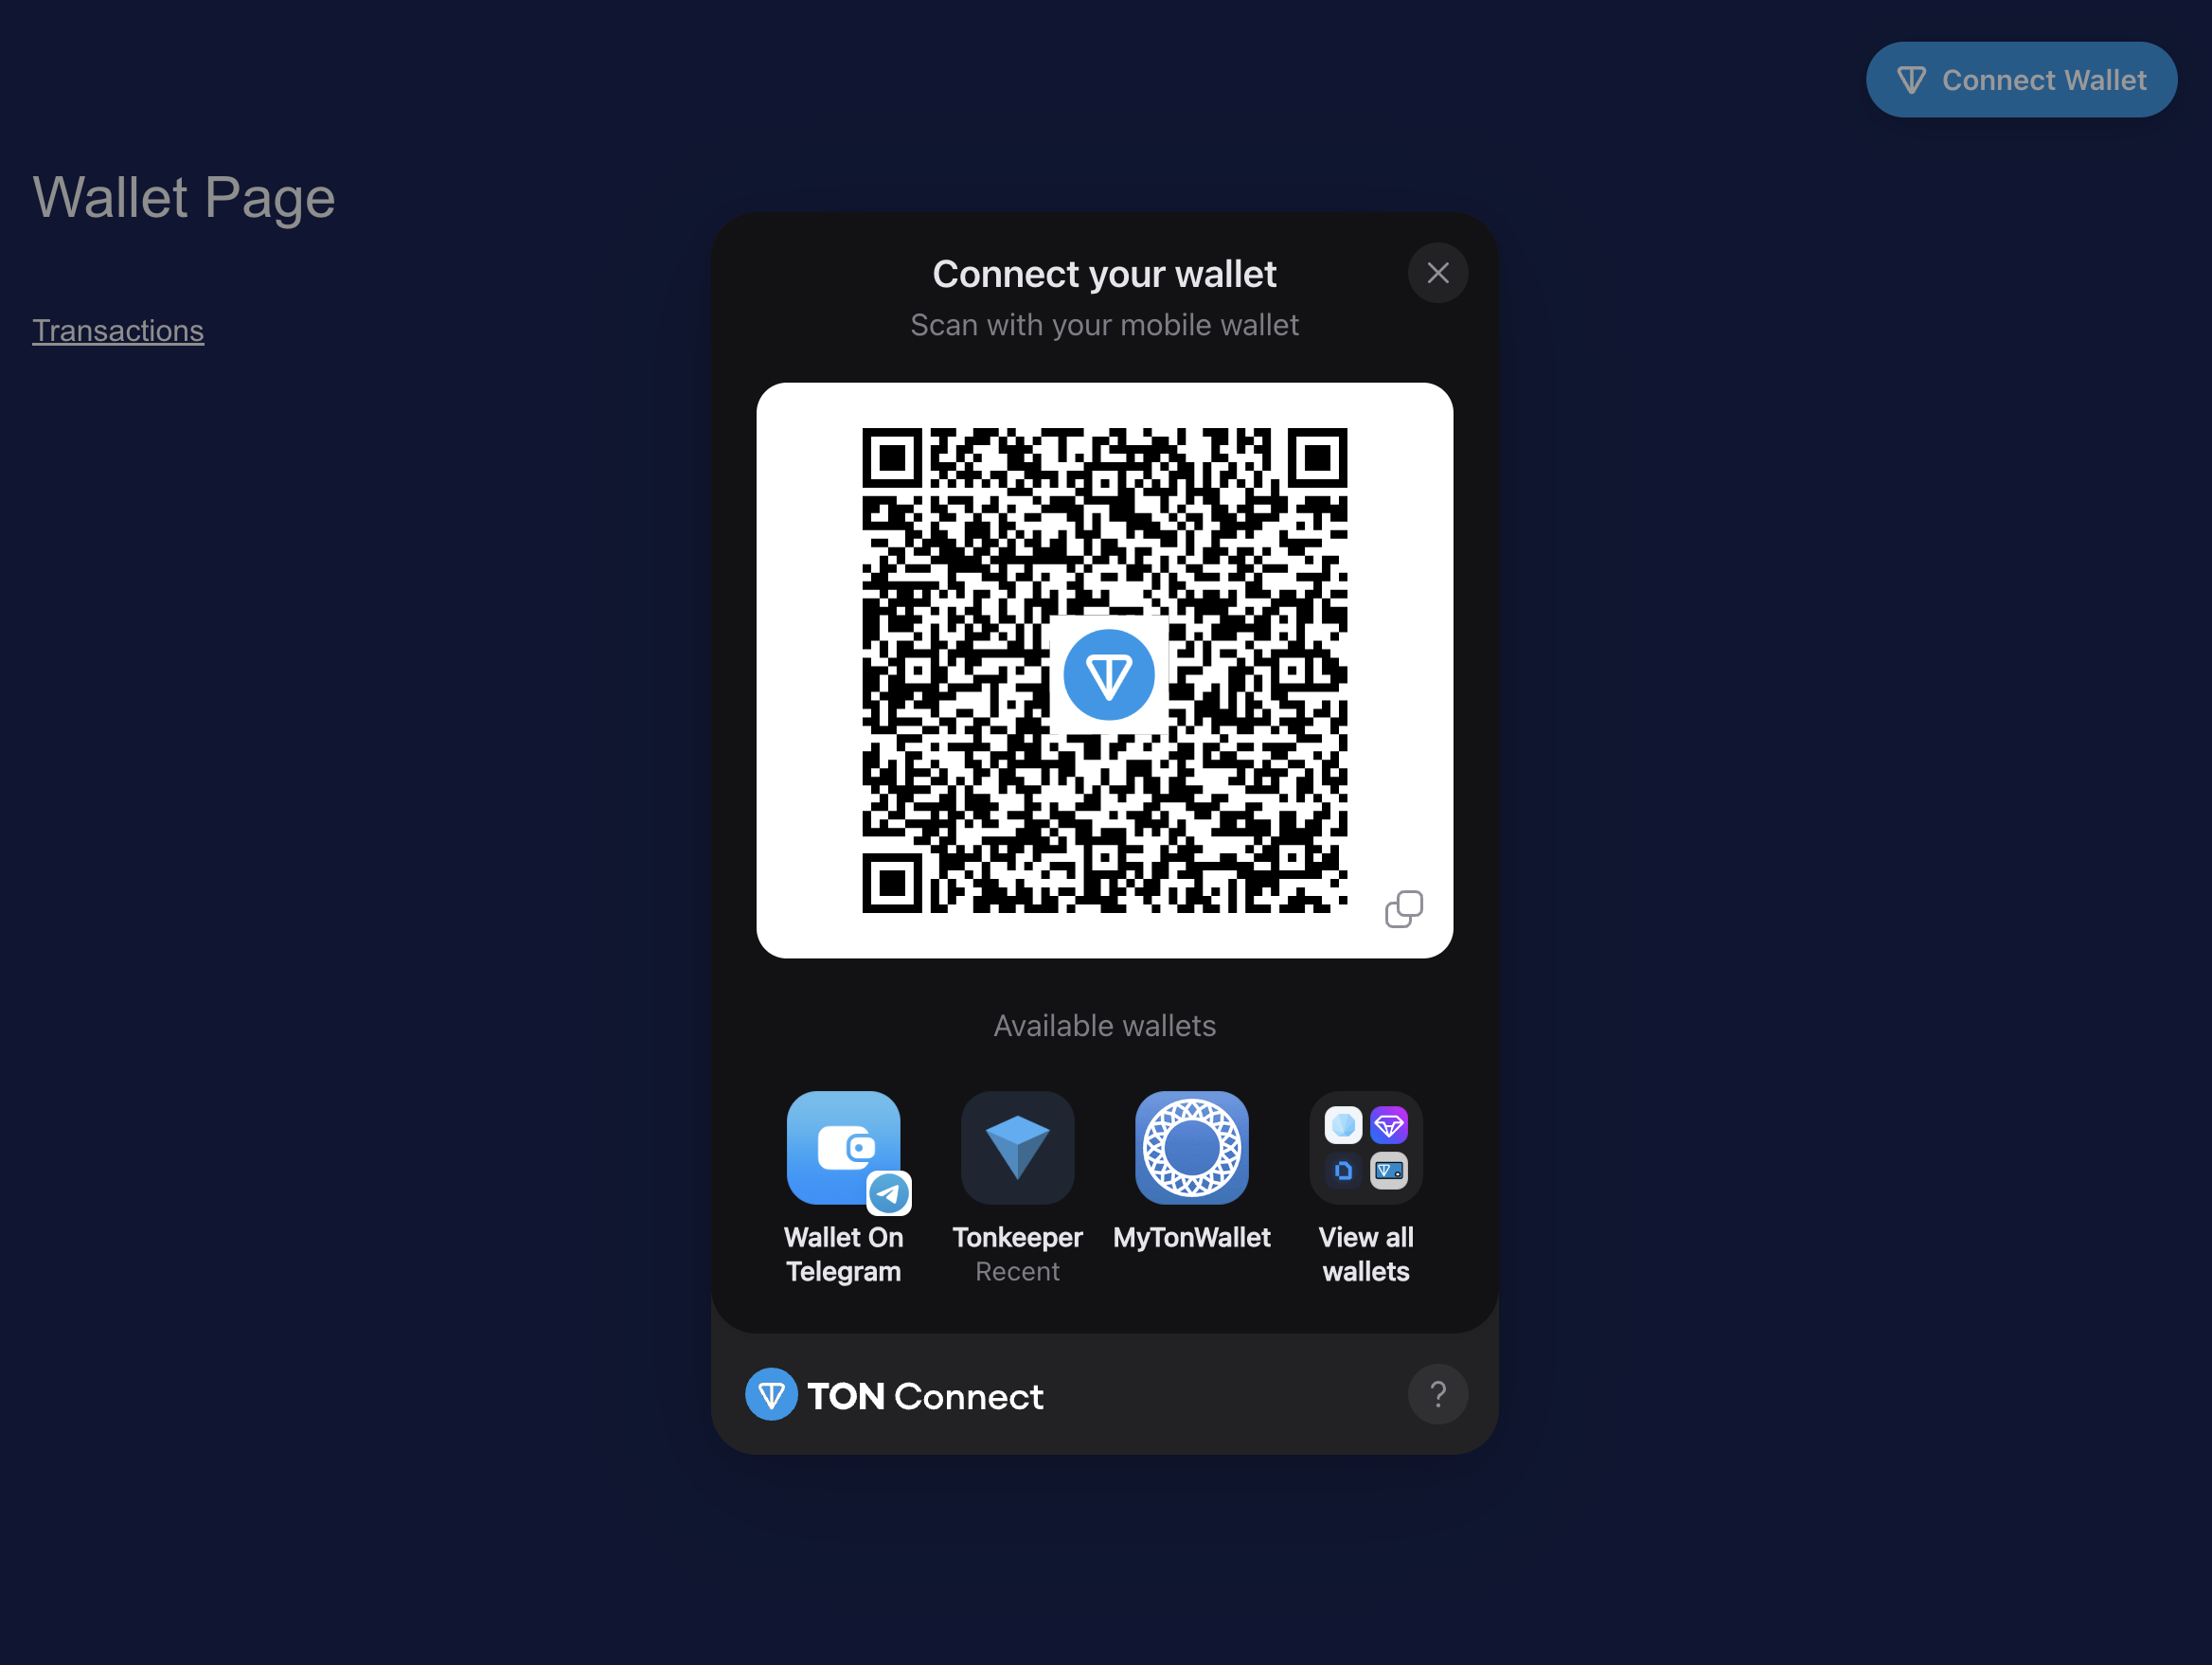 Connect Wallet
Wallet Page
Transactions
Connect your wallet
Scan with your mobile wallet
Available wallets
Wallet On
Telegram
Tonkeeper
Recent
MyTonWallet
View all
wallets
TON Connect
?